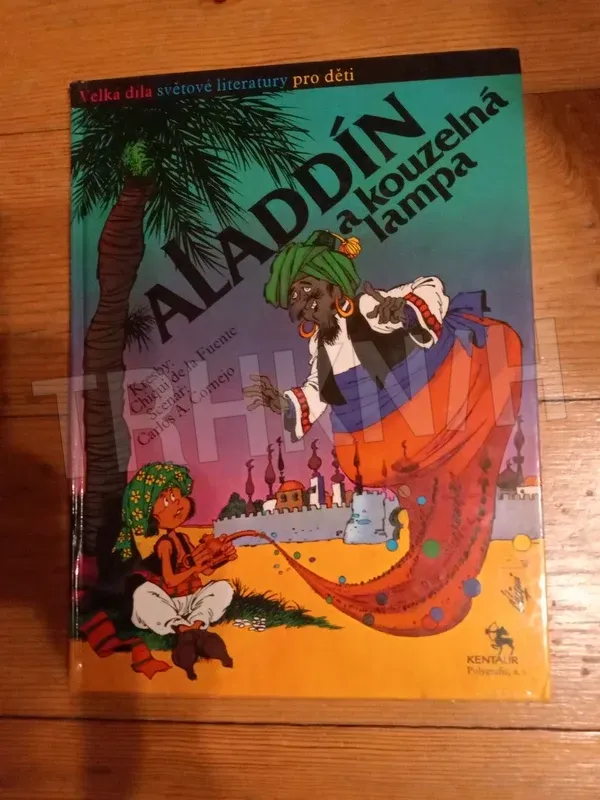 Velká díla světové literatury pro děti
ALADDÍN
a kouzelná
lampa
Kresby:
Chiqui de la Fuente
Scénář:
Carlos A. Cornejo
TRHKNIH
KENTAUR
Polygrafia, a. s.